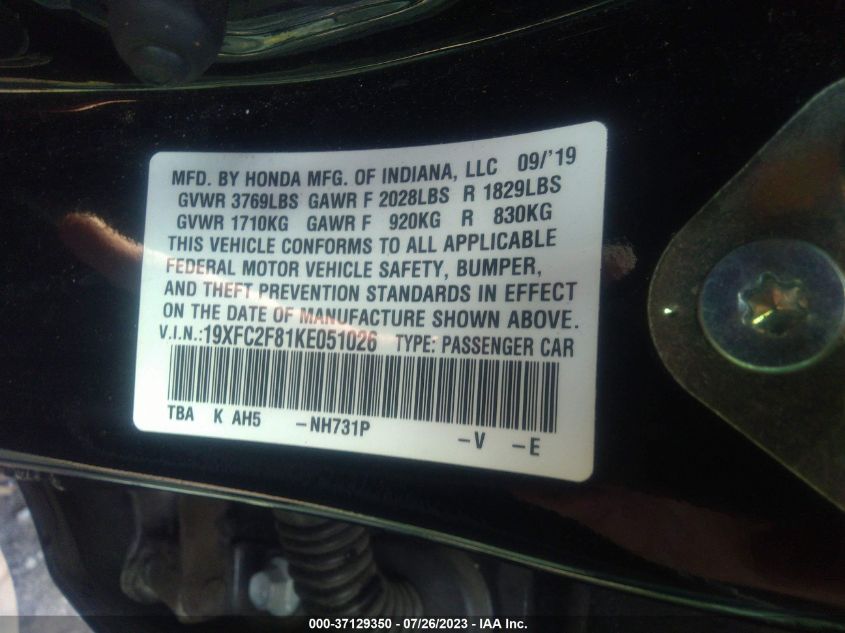 MFD. BY HONDA MFG. OF INDIANA, LLC 09/'19
GVWR 3769LBS GAWR F 2028LBS R 1829LBS
GVWR 1710KG GAWR F 920KG R 830KG
THIS VEHICLE CONFORMS TO ALL APPLICABLE
FEDERAL MOTOR VEHICLE SAFETY, BUMPER,
AND THEFT PREVENTION STANDARDS IN EFFECT
ON THE DATE OF MANUFACTURE SHOWN ABOVE.
V.I.N.:19XFC2F81KE051026 TYPE: PASSENGER CAR
TBA K AH5 -NH731P -V -E
000-37129350 / 07/26/2023 - IAA Inc.